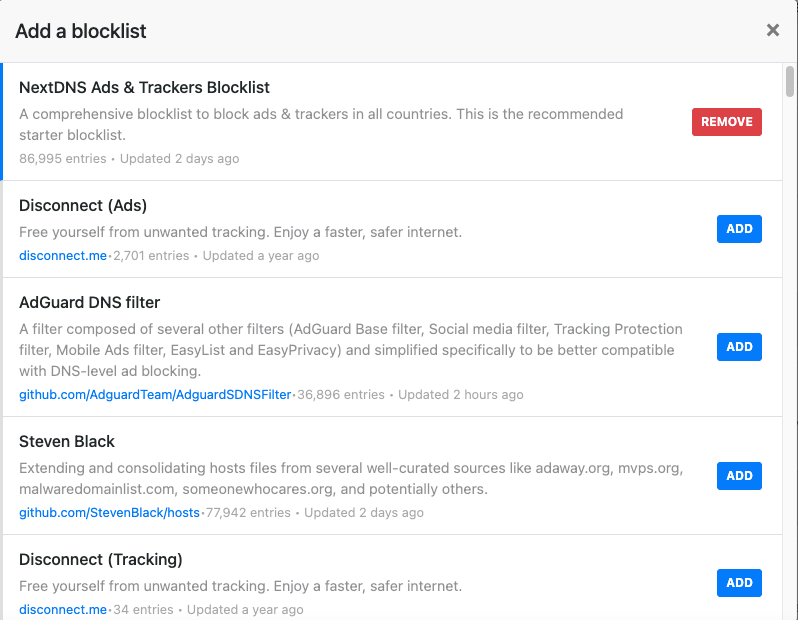 Add a blocklist
×
NextDNS Ads & Trackers Blocklist
A comprehensive blocklist to block ads & trackers in all countries. This is the recommended
starter blocklist.
86,995 entries • Updated 2 days ago
REMOVE
Disconnect (Ads)
Free yourself from unwanted tracking. Enjoy a faster, safer internet.
disconnect.me•2,701 entries • Updated a year ago
ADD
AdGuard DNS filter
A filter composed of several other filters (AdGuard Base filter, Social media filter, Tracking Protection
filter, Mobile Ads filter, EasyList and EasyPrivacy) and simplified specifically to be better compatible
with DNS-level ad blocking.
github.com/AdguardTeam/AdguardSDNSFilter•36,896 entries • Updated 2 hours ago
ADD
Steven Black
Extending and consolidating hosts files from several well-curated sources like adaway.org, mvps.org,
malwaredomainlist.com, someonewhocares.org, and potentially others.
github.com/StevenBlack/hosts•77,942 entries • Updated 2 days ago
ADD
Disconnect (Tracking)
Free yourself from unwanted tracking. Enjoy a faster, safer internet.
disconnect.me•34 entries • Updated a year ago
ADD